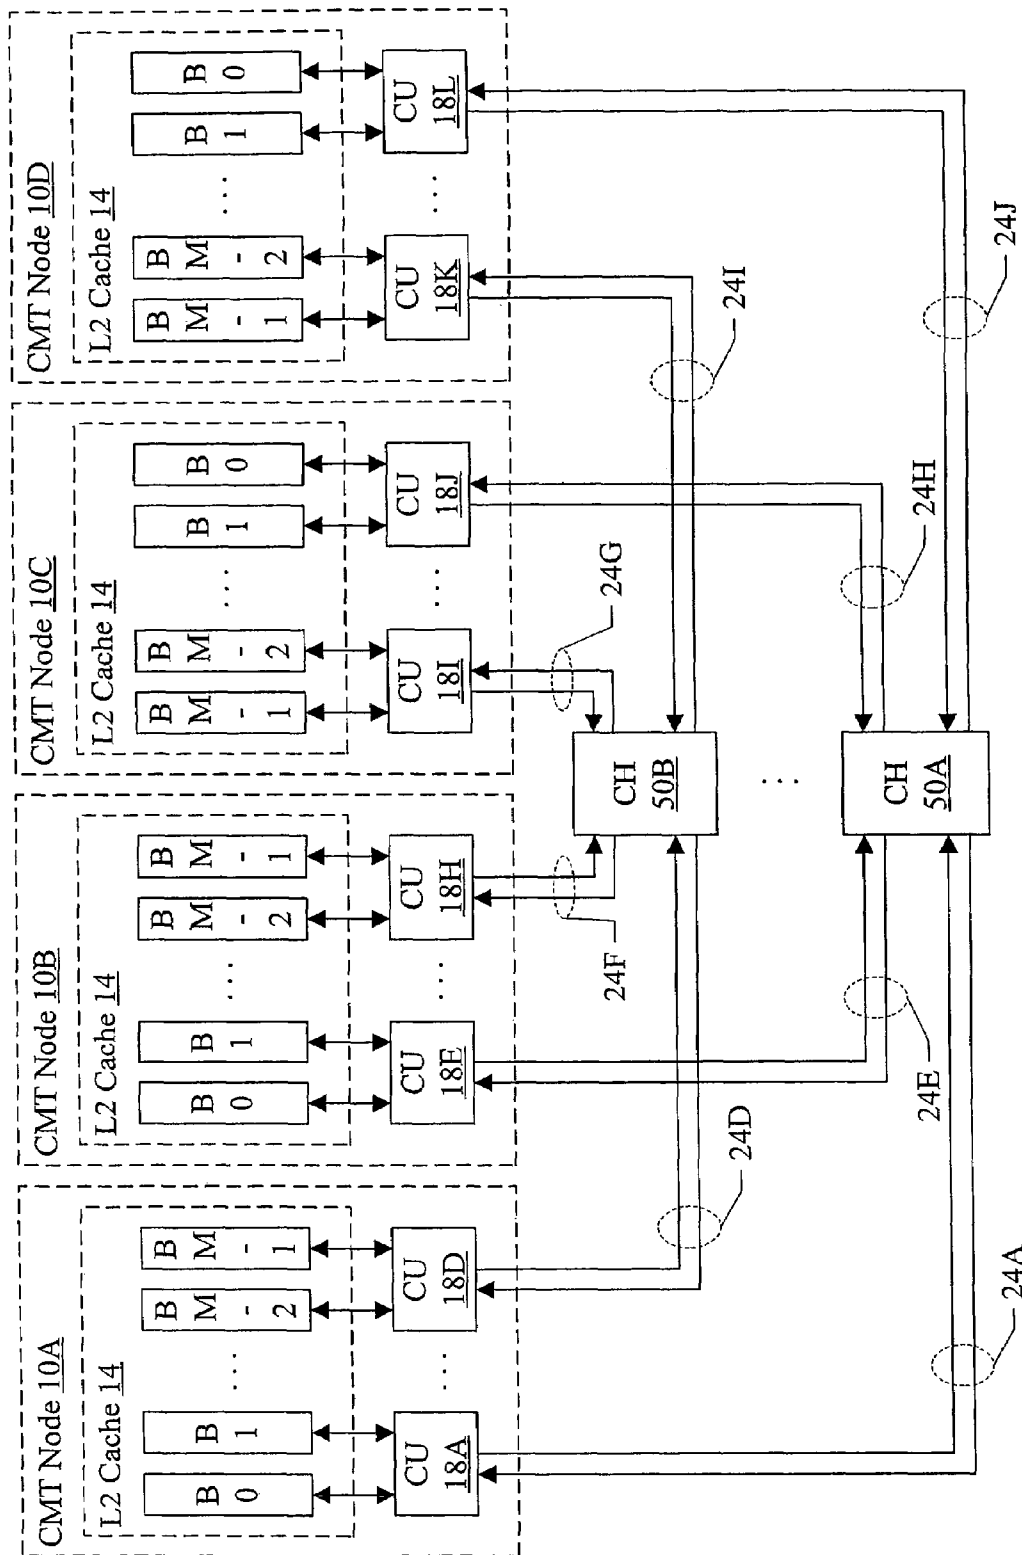 CMT Node 10A
L2 Cache 14
B 0
B 1
. . .
B M - 2
B M - 1
CU 18A
. . .
CU 18D
CMT Node 10B
L2 Cache 14
B 0
B 1
. . .
B M - 2
B M - 1
CU 18E
. . .
CU 18H
CMT Node 10C
L2 Cache 14
B M - 1
B M - 2
. . .
B 1
B 0
CU 18I
. . .
CU 18J
CMT Node 10D
L2 Cache 14
B M - 1
B M - 2
. . .
B 1
B 0
CU 18K
. . .
CU 18L
24F
24G
CH 50B
24D
24I
. . .
CH 50A
24E
24H
24A
24J